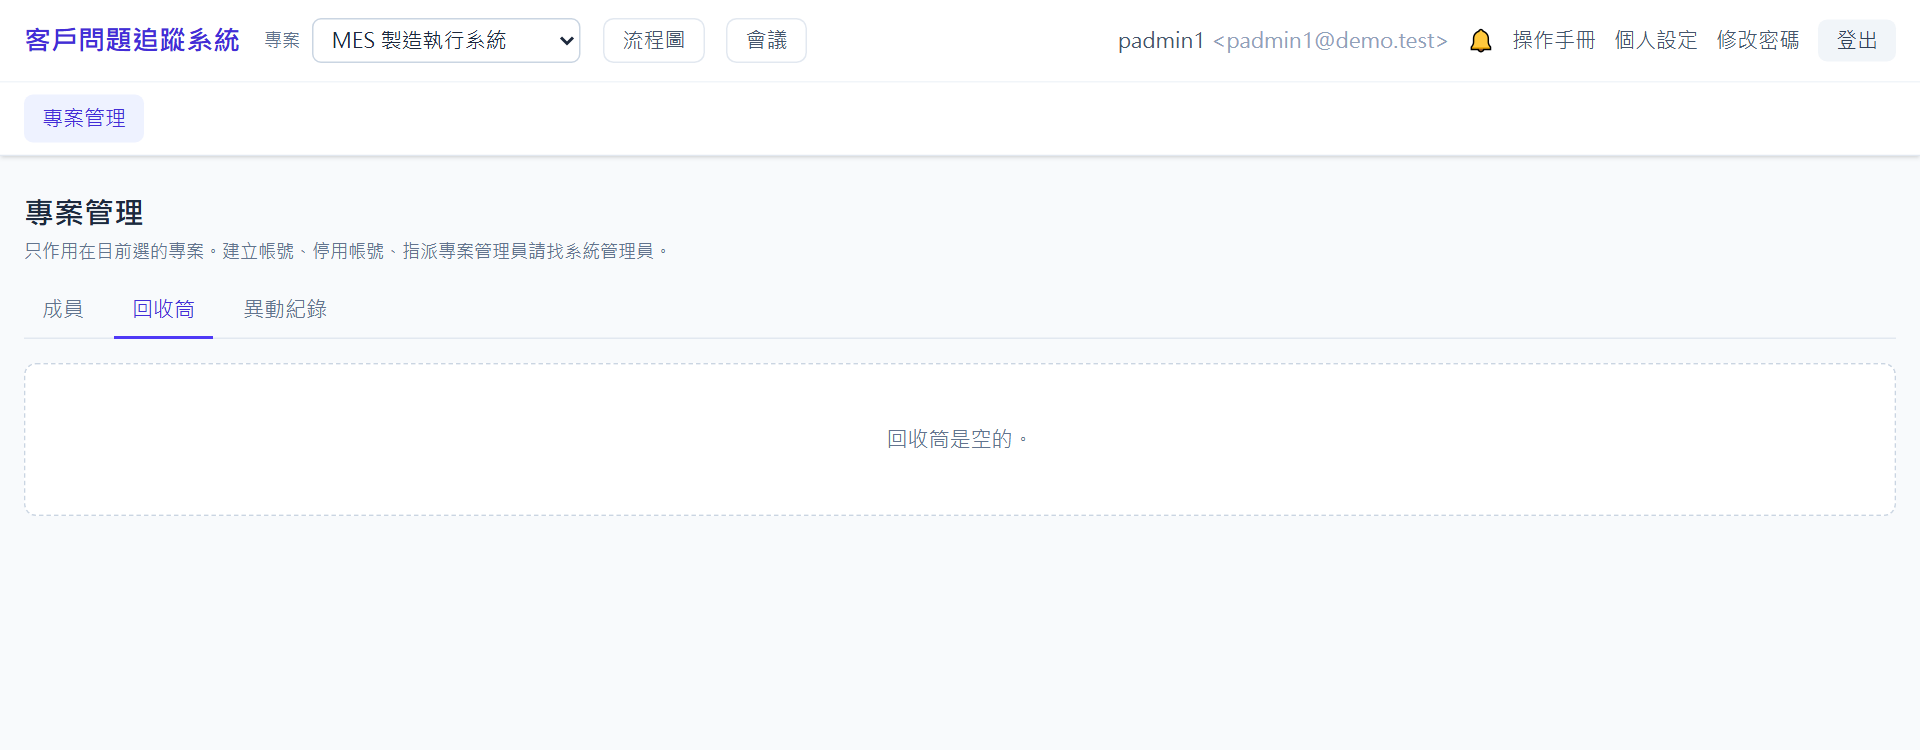 客戶問題追蹤系統 專案 MES 製造執行系統 流程圖 會議 padmin1 <padmin1@demo.test> 操作手冊 個人設定 修改密碼 登出
專案管理
專案管理
只作用在目前選的專案。建立帳號、停用帳號、指派專案管理員請找系統管理員。
成員 回收筒 異動紀錄
回收筒是空的。